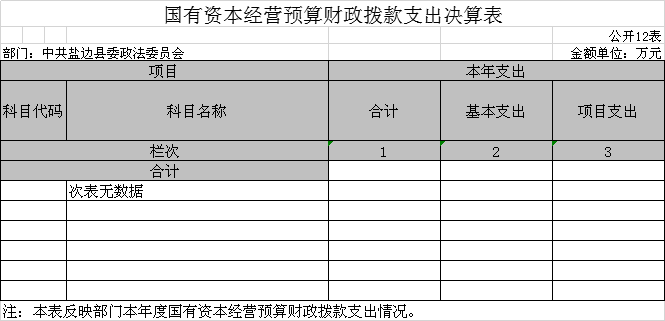 国有资本经营预算财政拨款支出决算表
公开12表
部门：中共盐边县委政法委员会 金额单位：万元
项目 本年支出
科目代码 科目名称 合计 基本支出 项目支出
栏次 1 2 3
合计
次表无数据
注：本表反映部门本年度国有资本经营预算财政拨款支出情况。